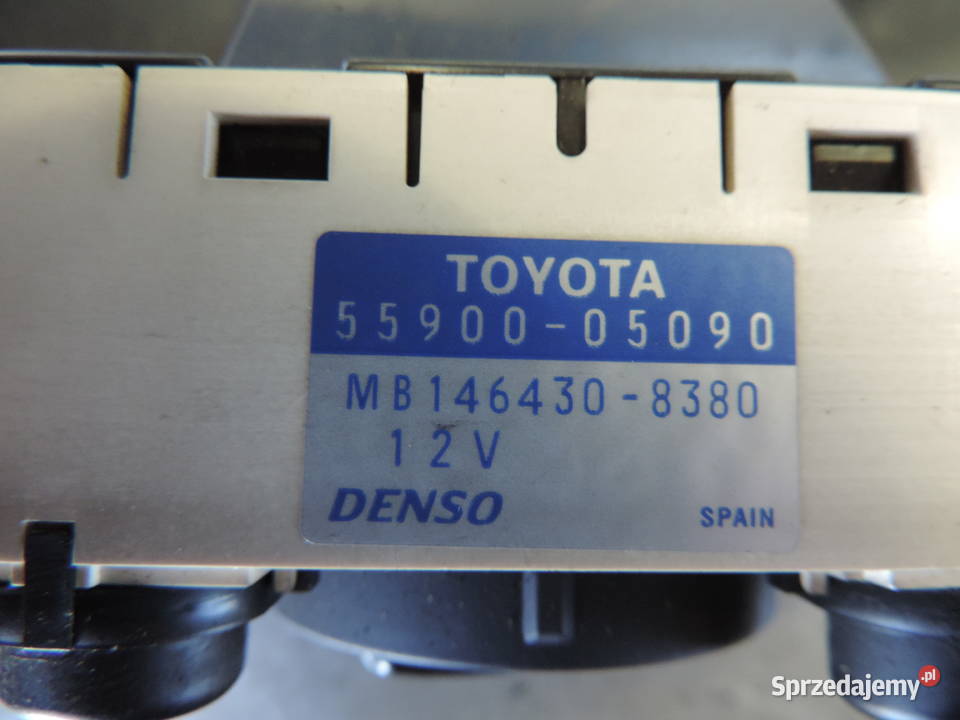 TOYOTA
55900-05090
MB146430-8380
12V
DENSO
SPAIN
Sprzedajemy.pl